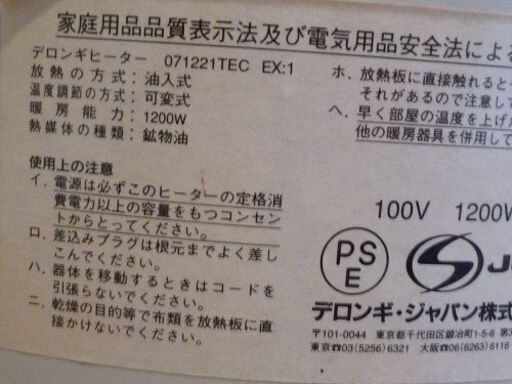 家庭用品品質表示法及び電気用品安全法による
デロンギヒーター 071221TEC EX:1
放熱の方式：油入式
温度調節の方式：可変式
暖房能力：1200W
熱媒体の種類：鉱物油
使用上の注意
イ．電源は必ずこのヒーターの定格消
費電力以上の容量をもつコンセン
トからとってください。
ロ．差込みプラグは根元までよく差し
こんでください。
ハ．器体を移動するときはコードを
引張らないでください。
ニ．乾燥の目的等で布類を放熱板に直
接かけないでください。
ホ．放熱板に直接触れると
それがあるので注意して
ヘ．早く部屋の温度を上げ
他の暖房器具を併用して
100V 1200W
PS
E
S J
デロンギ・ジャパン株式
〒101-0044 東京都千代田区鍛冶町1-5-6 第3
東京☎03(5256)6321 大阪☎06(6263)6116